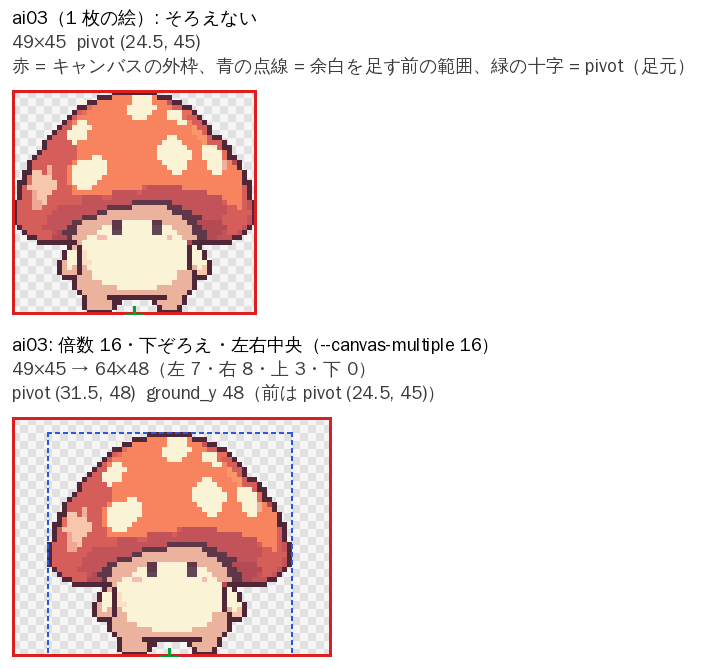 ai03（1 枚の絵）: そろえない
49×45 pivot (24.5, 45)
赤 = キャンバスの外枠、青の点線 = 余白を足す前の範囲、緑の十字 = pivot（足元）
ai03: 倍数 16・下ぞろえ・左右中央（--canvas-multiple 16）
49×45 → 64×48（左 7・右 8・上 3・下 0）
pivot (31.5, 48) ground_y 48（前は pivot (24.5, 45)）